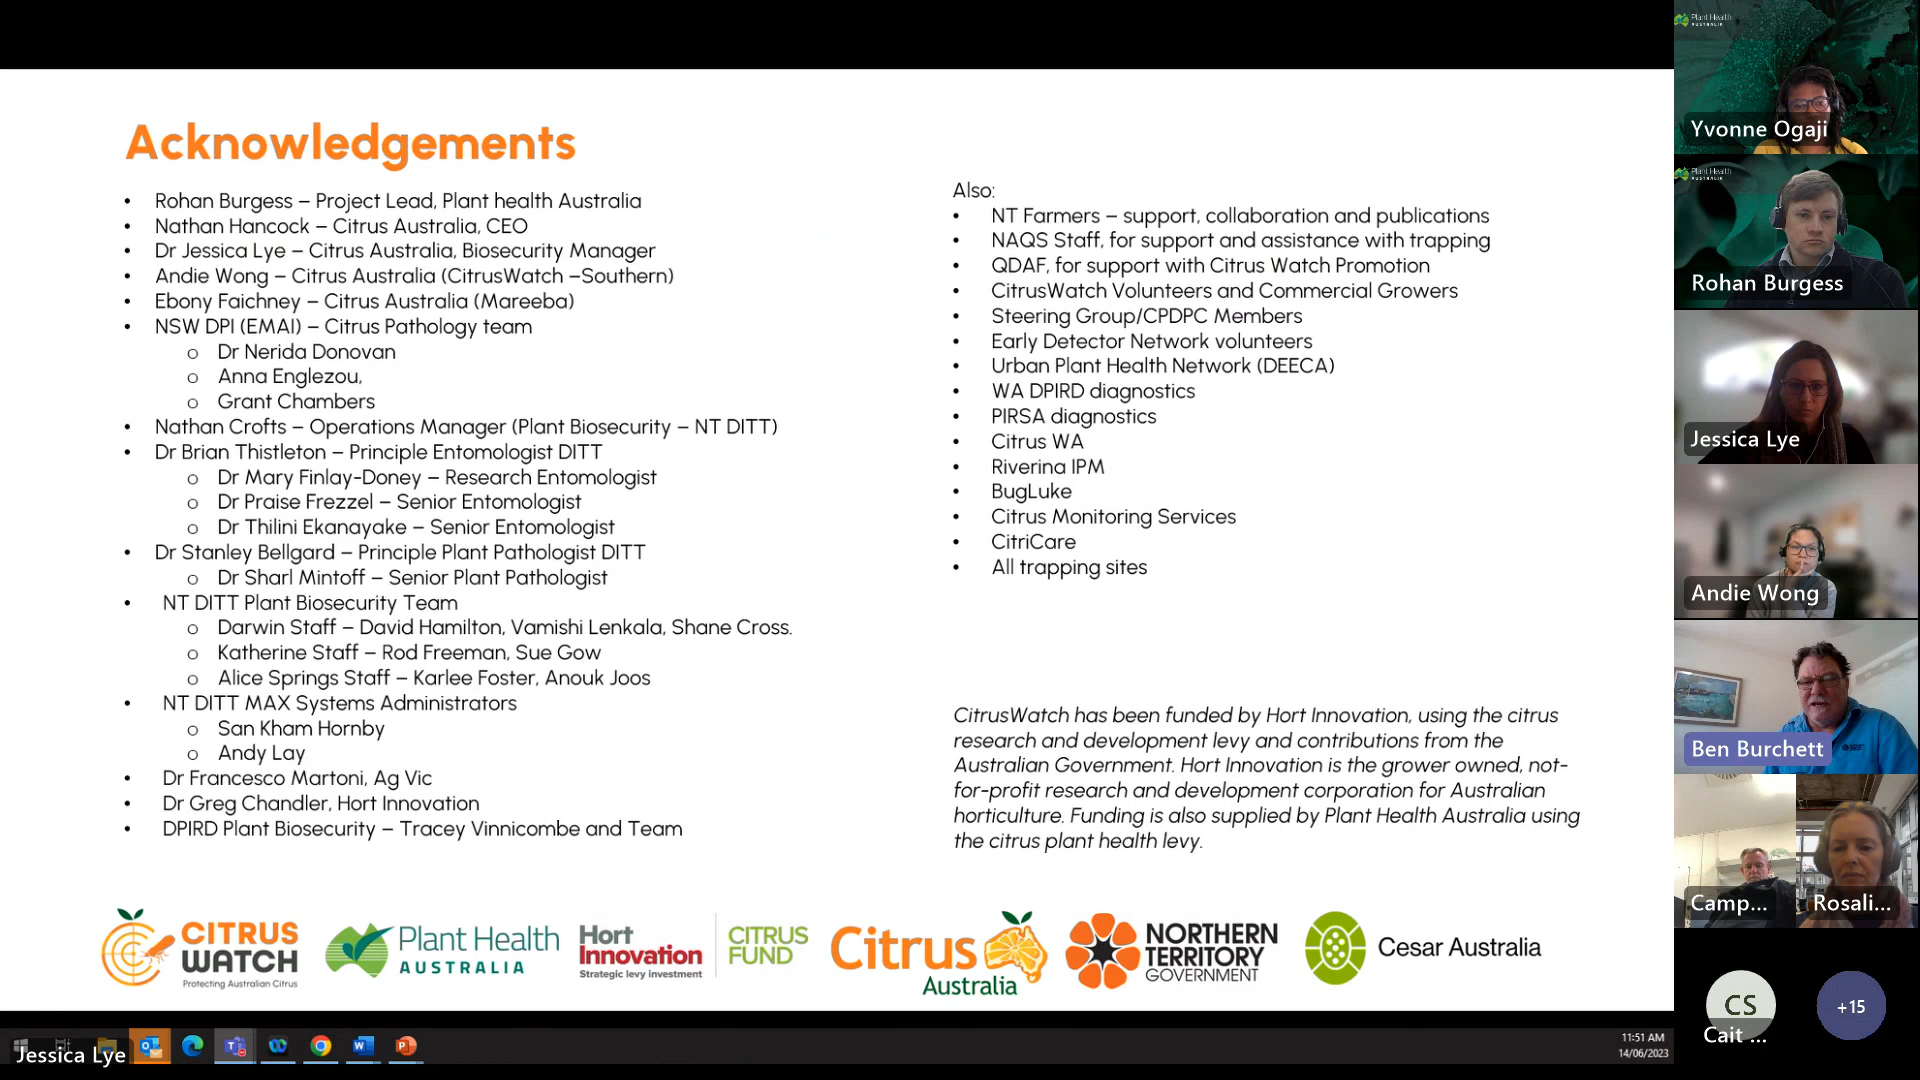 Acknowledgements
• Rohan Burgess – Project Lead, Plant health Australia
• Nathan Hancock – Citrus Australia, CEO
• Dr Jessica Lye – Citrus Australia, Biosecurity Manager
• Andie Wong – Citrus Australia (CitrusWatch –Southern)
• Ebony Faichney – Citrus Australia (Mareeba)
• NSW DPI (EMAI) – Citrus Pathology team
o Dr Nerida Donovan
o Anna Englezou,
o Grant Chambers
• Nathan Crofts – Operations Manager (Plant Biosecurity – NT DITT)
• Dr Brian Thistleton – Principle Entomologist DITT
o Dr Mary Finlay-Doney – Research Entomologist
o Dr Praise Frezzel – Senior Entomologist
o Dr Thilini Ekanayake – Senior Entomologist
• Dr Stanley Bellgard – Principle Plant Pathologist DITT
o Dr Sharl Mintoff – Senior Plant Pathologist
• NT DITT Plant Biosecurity Team
o Darwin Staff – David Hamilton, Vamishi Lenkala, Shane Cross.
o Katherine Staff – Rod Freeman, Sue Gow
o Alice Springs Staff – Karlee Foster, Anouk Joos
• NT DITT MAX Systems Administrators
o San Kham Hornby
o Andy Lay
• Dr Francesco Martoni, Ag Vic
• Dr Greg Chandler, Hort Innovation
• DPIRD Plant Biosecurity – Tracey Vinnicombe and Team
Also:
• NT Farmers – support, collaboration and publications
• NAQS Staff, for support and assistance with trapping
• QDAF, for support with Citrus Watch Promotion
• CitrusWatch Volunteers and Commercial Growers
• Steering Group/CPDPC Members
• Early Detector Network volunteers
• Urban Plant Health Network (DEECA)
• WA DPIRD diagnostics
• PIRSA diagnostics
• Citrus WA
• Riverina IPM
• BugLuke
• Citrus Monitoring Services
• CitriCare
• All trapping sites
CitrusWatch has been funded by Hort Innovation, using the citrus
research and development levy and contributions from the
Australian Government. Hort Innovation is the grower owned, not-
for-profit research and development corporation for Australian
horticulture. Funding is also supplied by Plant Health Australia using
the citrus plant health levy.
CITRUS
WATCH
Protecting Australian Citrus
Plant Health
AUSTRALIA
Hort
Innovation
Strategic levy investment
CITRUS
FUND
Citrus
Australia
NORTHERN
TERRITORY
GOVERNMENT
Cesar Australia
Jessica Lye
11:51 AM
14/06/2023
Plant Health
AUSTRALIA
Yvonne Ogaji
Plant Health
AUSTRALIA
Rohan Burgess
Jessica Lye
Andie Wong
Ben Burchett
Camp...
Rosali...
CS
Cait ...
+15